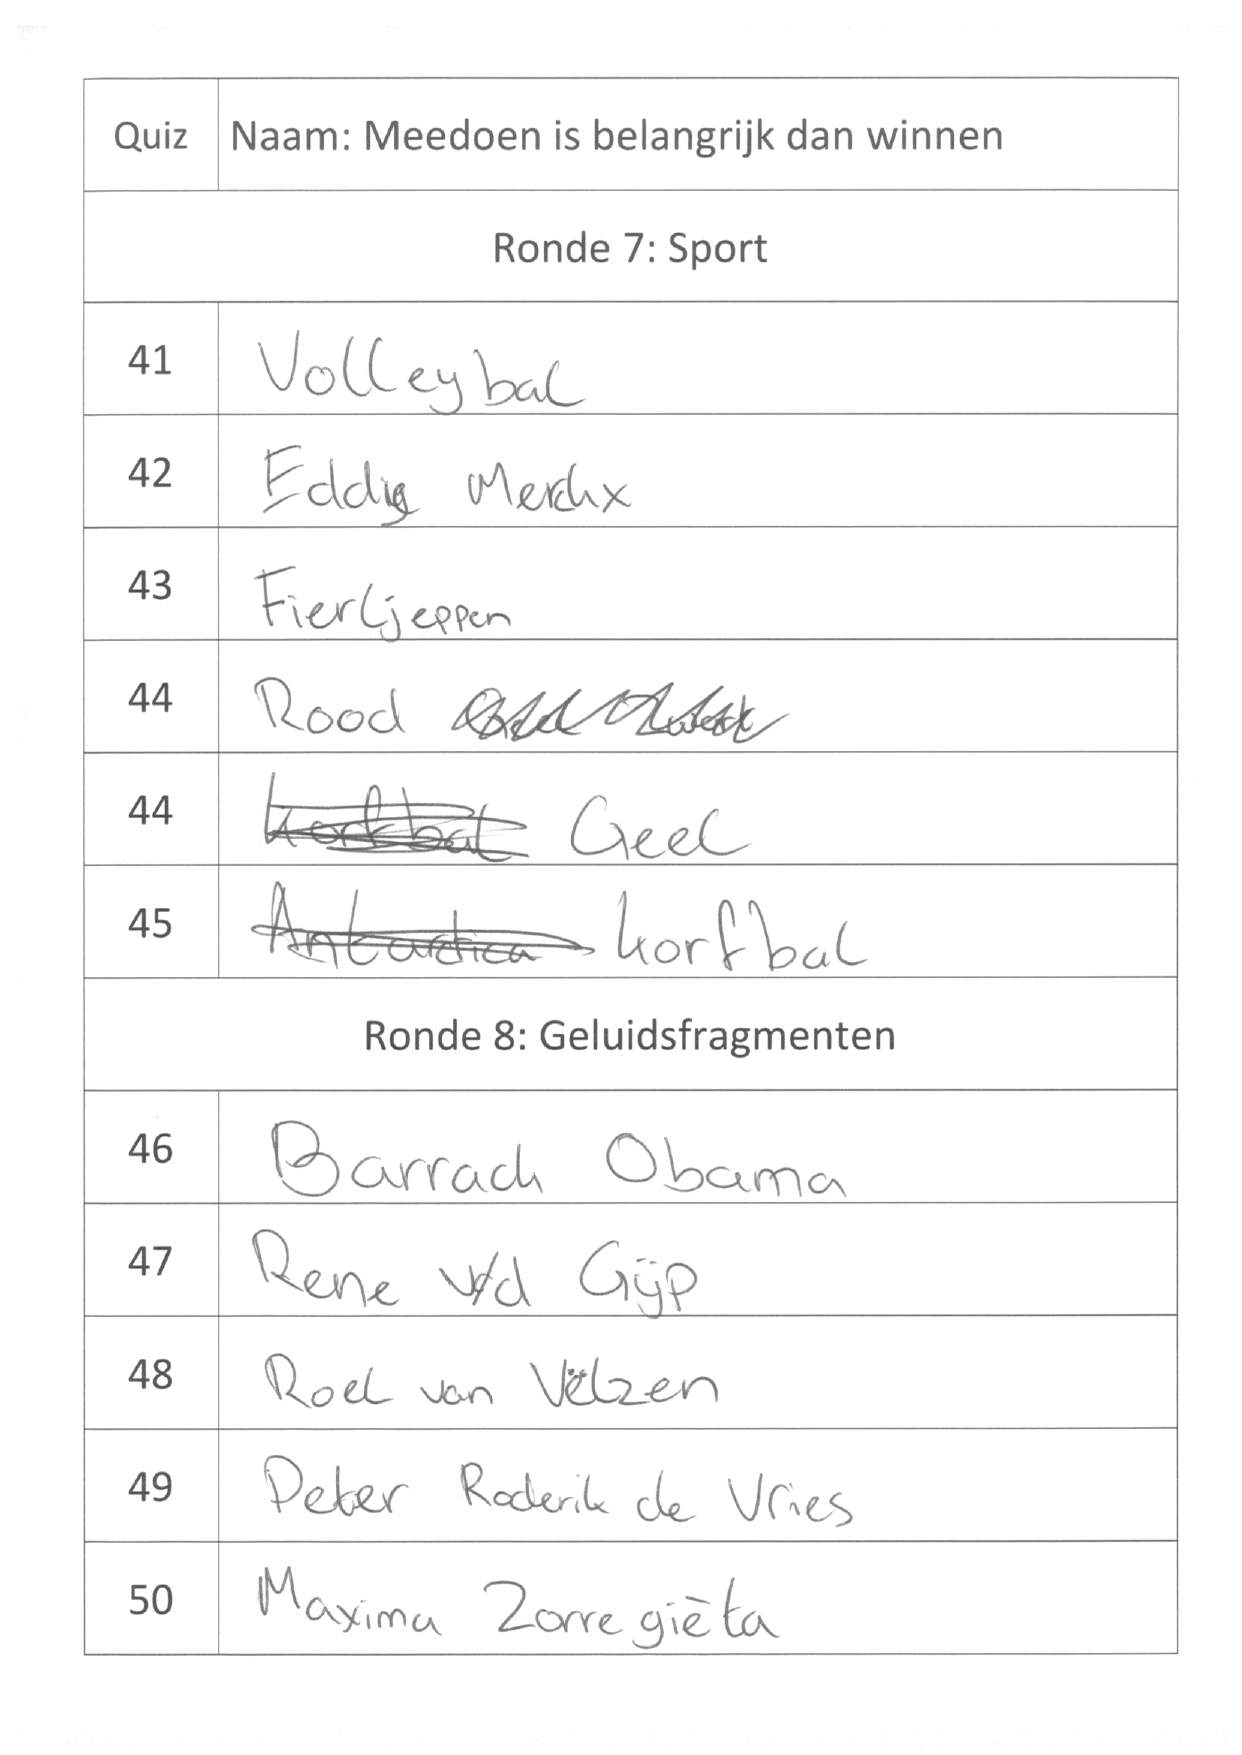 Quiz Naam: Meedoen is belangrijk dan winnen
Ronde 7: Sport
41 Volleybal
42 Eddie Merckx
43 Fierljeppen
44 Rood
44 korfbal Geel
45 Antarctica korfbal
Ronde 8: Geluidsfragmenten
46 Barrack Obama
47 Rene v/d Gijp
48 Roel van Velzen
49 Peter Roderik de Vries
50 Maxima Zorregièta